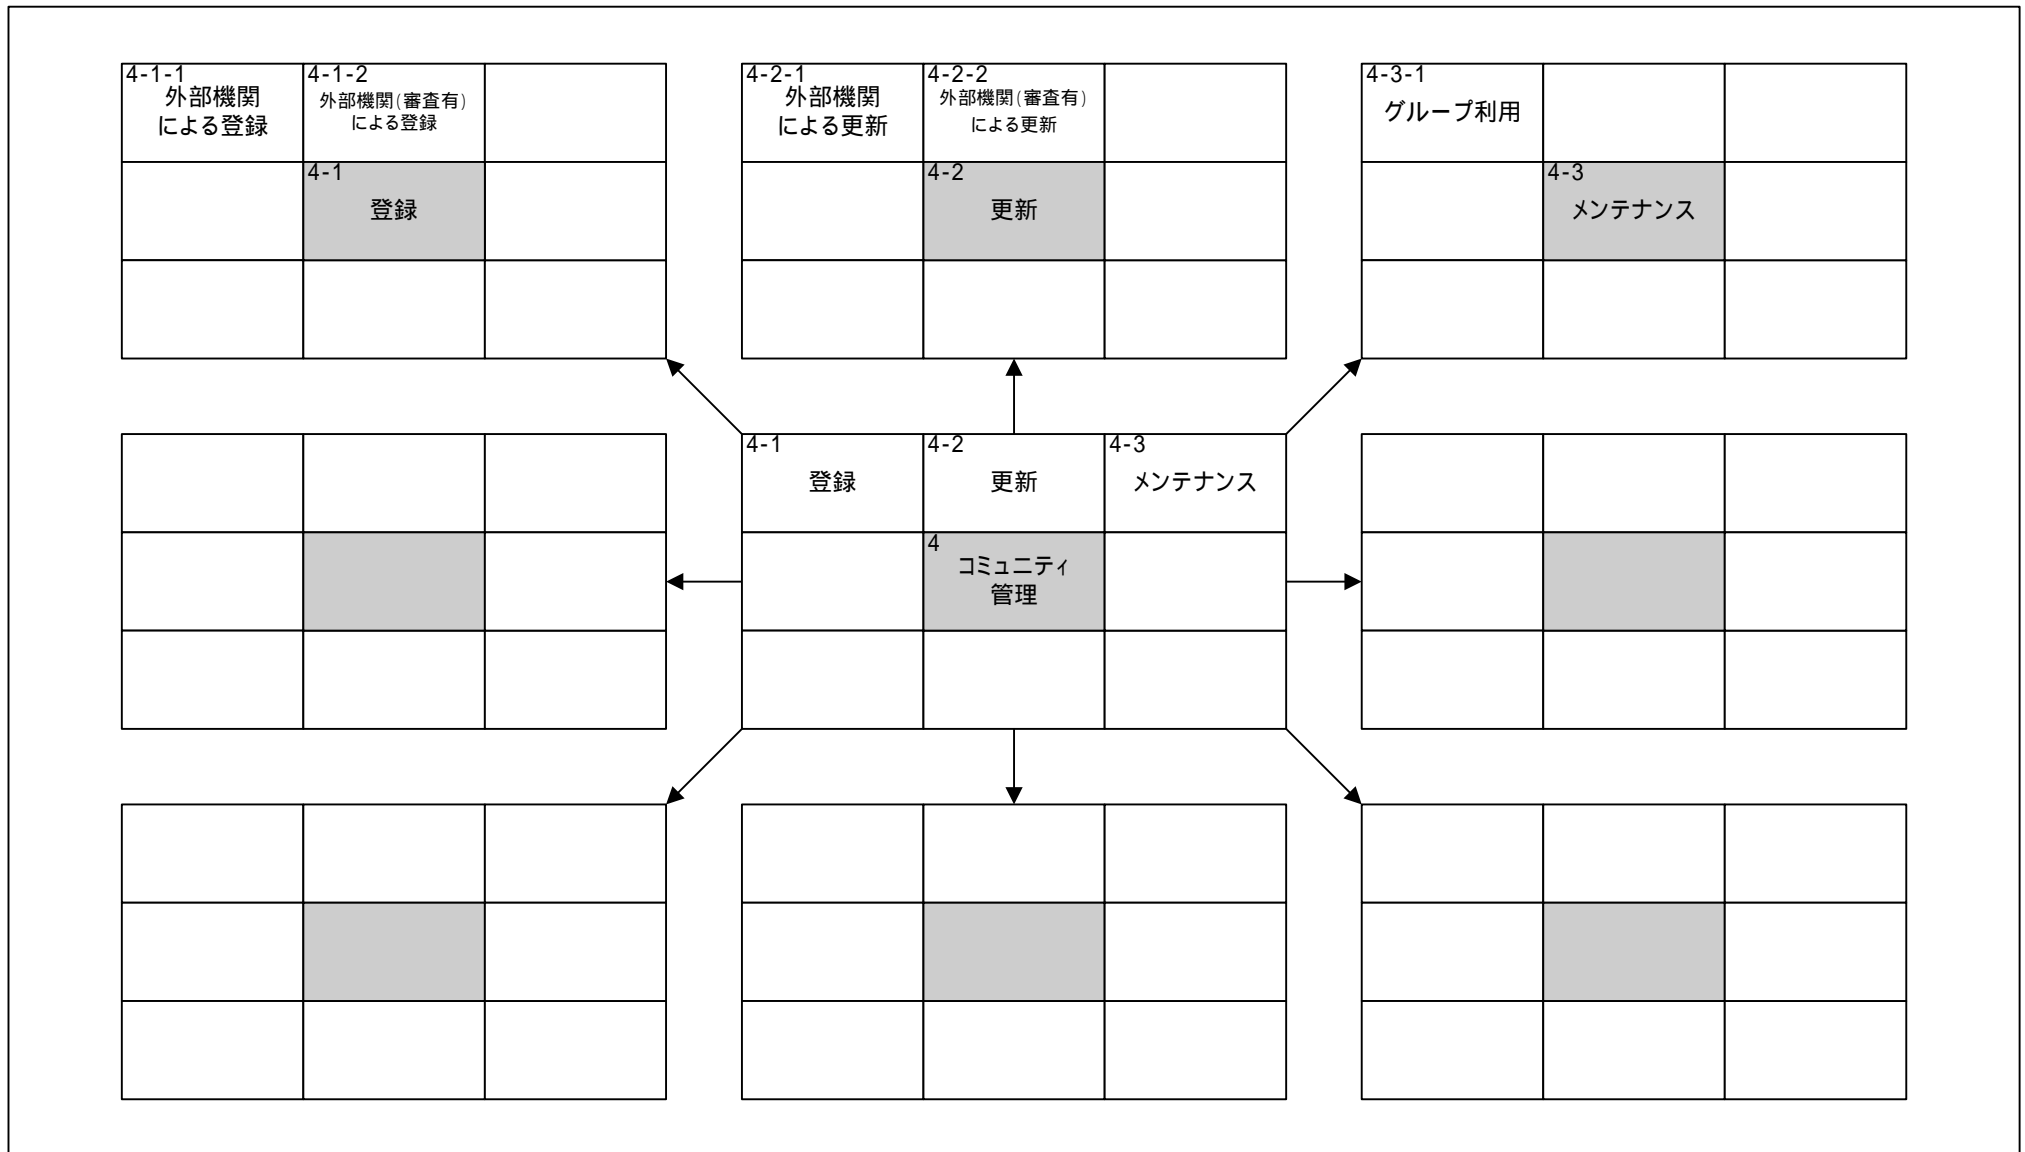 4-1-1
外部機関
による登録
4-1-2
外部機関(審査有)
による登録
4-1
登録
4-2-1
外部機関
による更新
4-2-2
外部機関(審査有)
による更新
4-2
更新
4-3-1
グループ利用
4-3
メンテナンス
4-1
登録
4-2
更新
4-3
メンテナンス
4
コミュニティ
管理